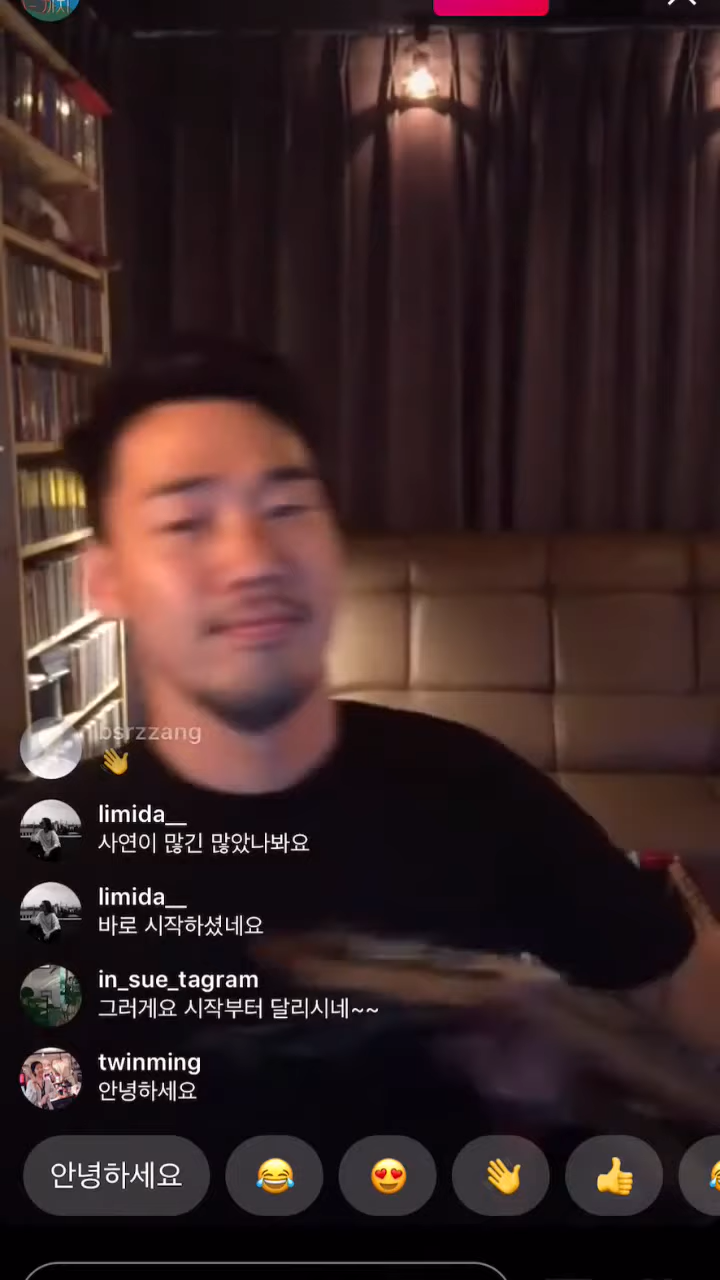 bsrzzang
👋
limida__
사연이 많긴 많았나봐요
limida__
바로 시작하셨네요
in_sue_tagram
그러게요 시작부터 달리시네~~
twinming
안녕하세요
안녕하세요